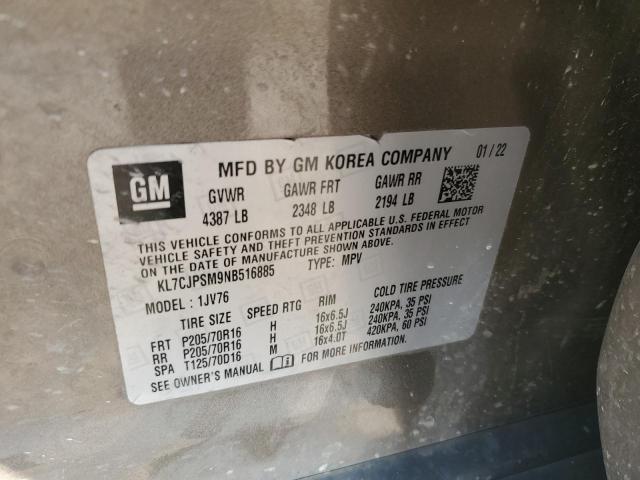 GM
MFD BY GM KOREA COMPANY 01/22
GVWR GAWR FRT GAWR RR
4387 LB 2348 LB 2194 LB
THIS VEHICLE CONFORMS TO ALL APPLICABLE U.S. FEDERAL MOTOR
VEHICLE SAFETY AND THEFT PREVENTION STANDARDS IN EFFECT ON
THE DATE OF MANUFACTURE SHOWN ABOVE.
KL7CJPSM9NB516885 TYPE: MPV
MODEL : 1JV76
TIRE SIZE SPEED RTG RIM COLD TIRE PRESSURE
FRT P205/70R16 H 16x6.5J 240KPA, 35 PSI
RR P205/70R16 H 16x6.5J 240KPA, 35 PSI
SPA T125/70D16 M 16x4.0T 420KPA, 60 PSI
SEE OWNER'S MANUAL FOR MORE INFORMATION.